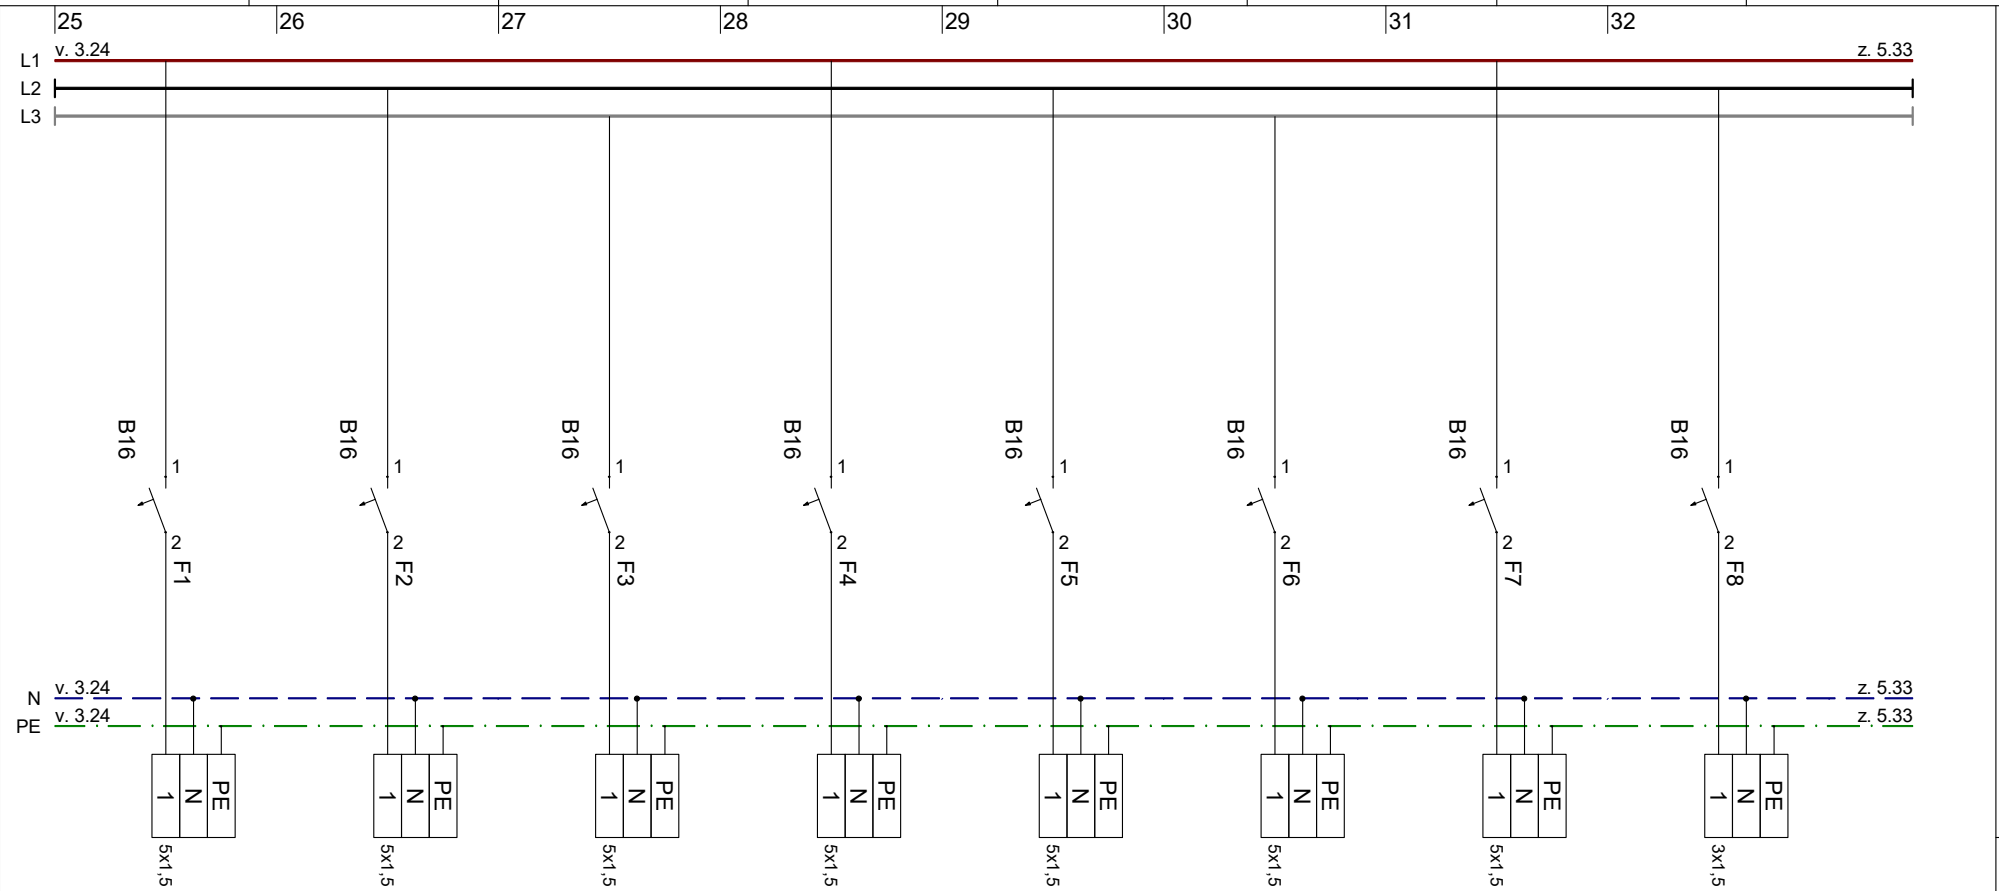 25 26 27 28 29 30 31 32
v. 3.24 z. 5.33
L1
L2
L3
B16 B16 B16 B16 B16 B16 B16 B16
1 1 1 1 1 1 1 1
2 2 2 2 2 2 2 2
F1 F2 F3 F4 F5 F6 F7 F8
N v. 3.24 z. 5.33
PE v. 3.24 z. 5.33
1 N PE 1 N PE 1 N PE 1 N PE 1 N PE 1 N PE 1 N PE 1 N PE
5x1,5 5x1,5 5x1,5 5x1,5 5x1,5 5x1,5 5x1,5 3x1,5